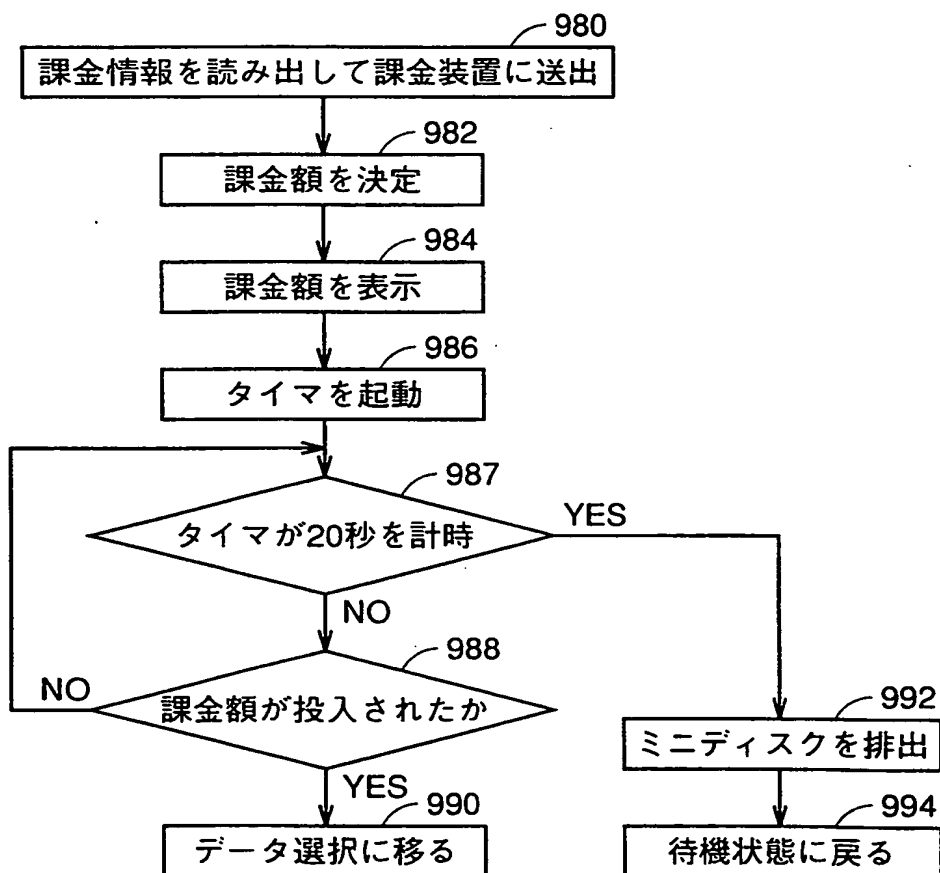 980
課金情報を読み出して課金装置に送出
982
課金額を決定
984
課金額を表示
986
タイマを起動
987
タイマが20秒を計時
YES
NO
988
課金額が投入されたか
NO
YES
992
ミニディスクを排出
990
データ選択に移る
994
待機状態に戻る